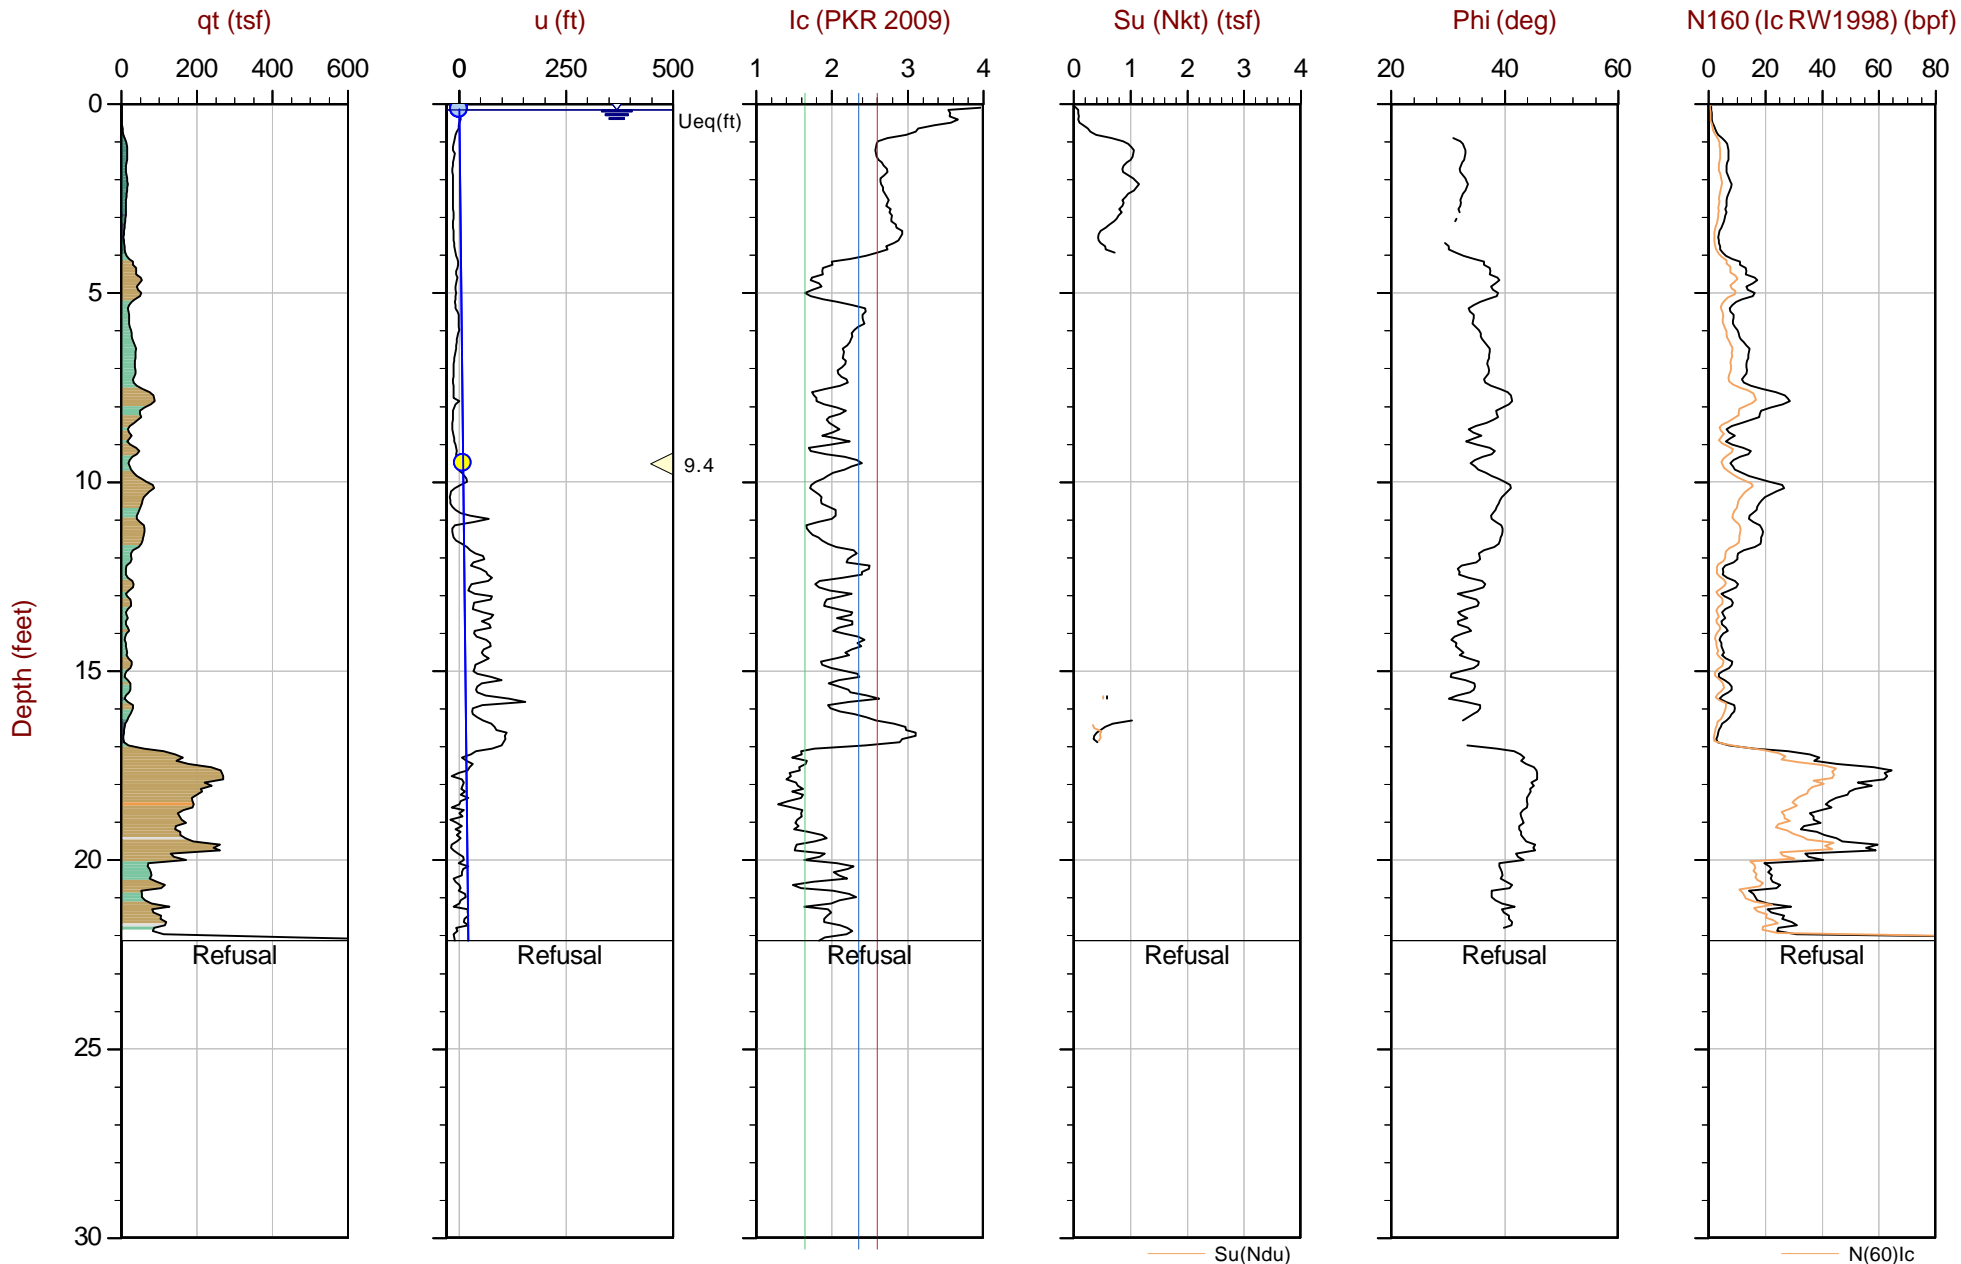 qt (tsf)
u (ft)
Ic (PKR 2009)
Su (Nkt) (tsf)
Phi (deg)
N160 (Ic RW1998) (bpf)
0 200 400 600
0 250 500
1 2 3 4
0 1 2 3 4
20 40 60
0 20 40 60 80
0
Ueq(ft)
5
9.4
10
15
Depth (feet)
20
Refusal
Refusal
Refusal
Refusal
Refusal
Refusal
25
30
Su(Ndu)
N(60)Ic